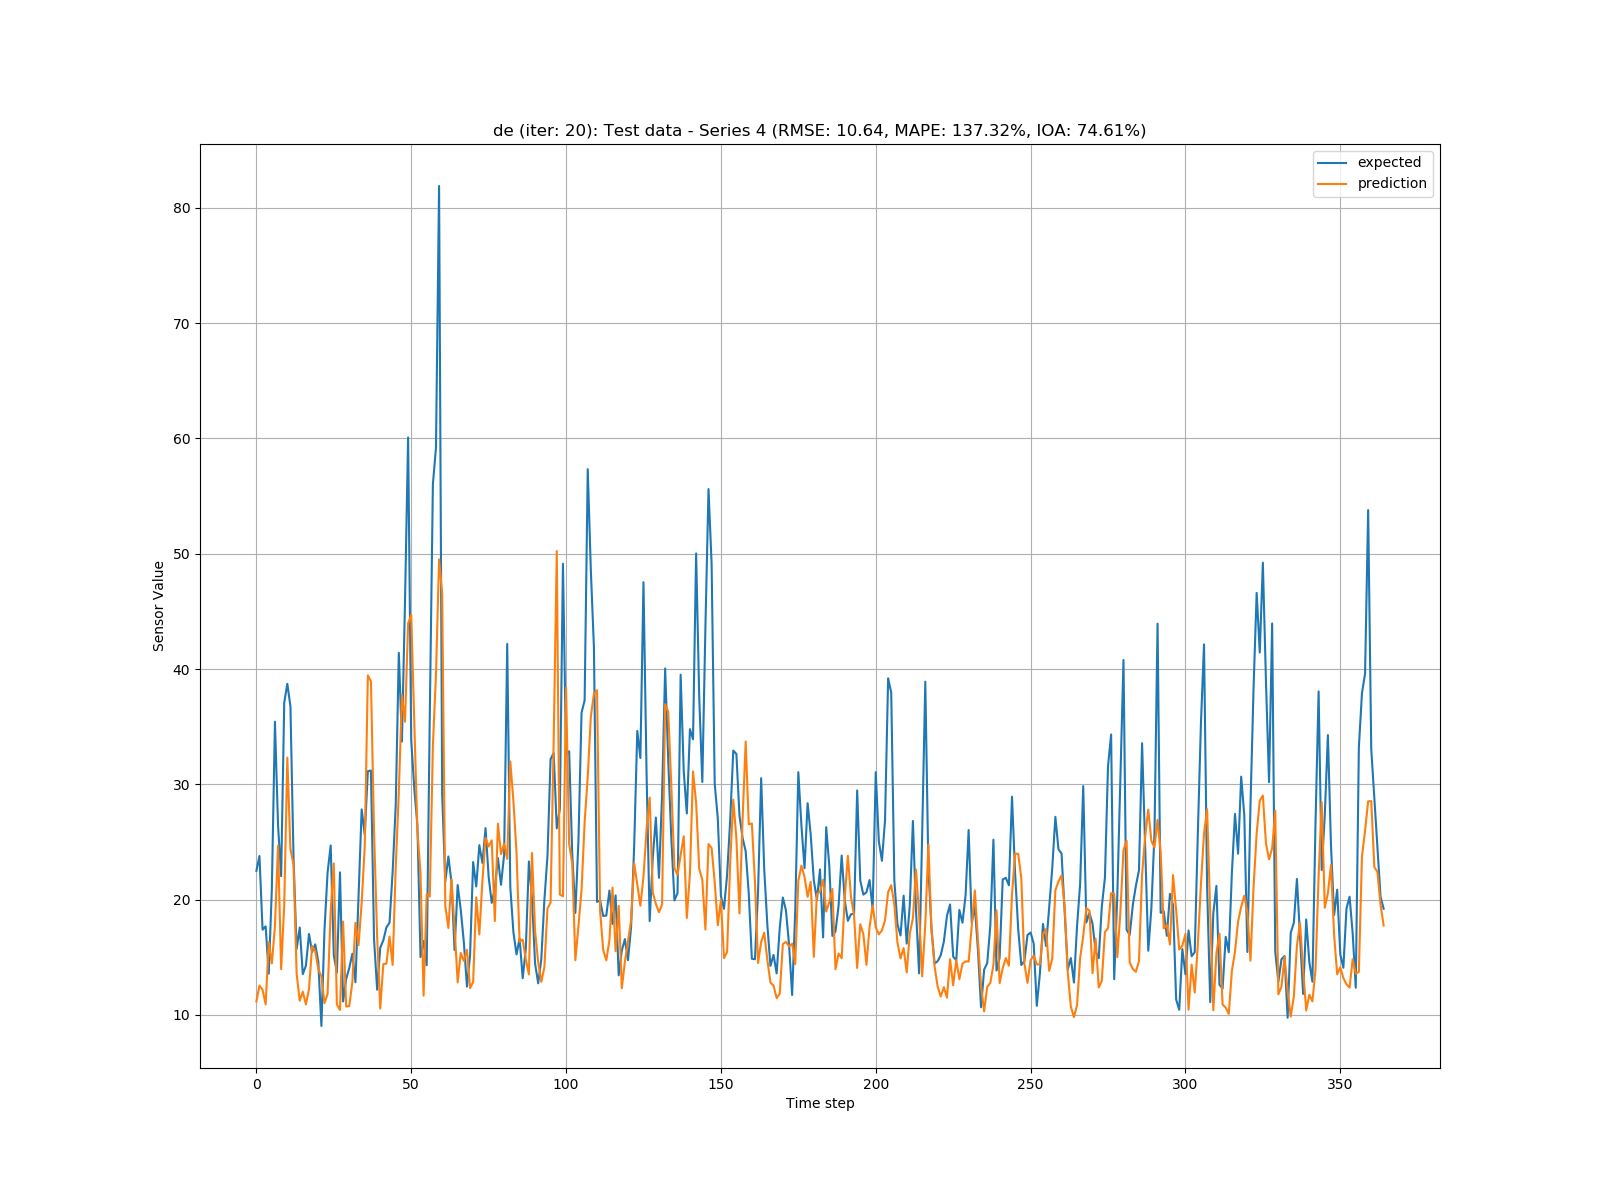 de (iter: 20): Test data - Series 4 (RMSE: 10.64, MAPE: 137.32%, IOA: 74.61%)
expected
prediction
80
70
60
50
40
30
20
10
Sensor Value
0 50 100 150 200 250 300 350
Time step